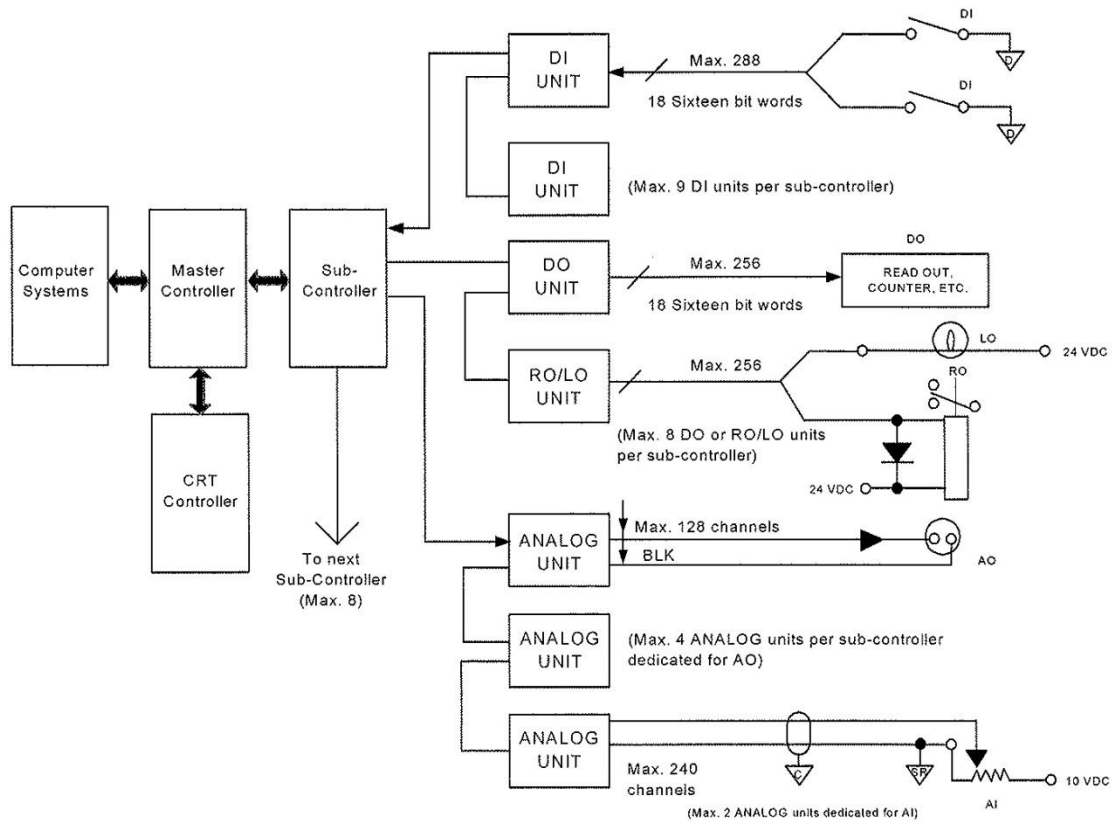 DI
UNIT
Max. 288
18 Sixteen bit words
DI
D
DI
D
DI
UNIT
(Max. 9 DI units per sub-controller)
Computer
Systems
Master
Controller
Sub-
Controller
CRT
Controller
To next
Sub-Controller
(Max. 8)
DO
UNIT
Max. 256
18 Sixteen bit words
DO
READ OUT,
COUNTER, ETC.
RO/LO
UNIT
Max. 256
LO
24 VDC
RO
24 VDC
(Max. 8 DO or RO/LO units
per sub-controller)
ANALOG
UNIT
Max. 128 channels
BLK
AO
ANALOG
UNIT
(Max. 4 ANALOG units per sub-controller
dedicated for AO)
ANALOG
UNIT
Max. 240
channels
C
SR
AI
10 VDC
(Max. 2 ANALOG units dedicated for AI)